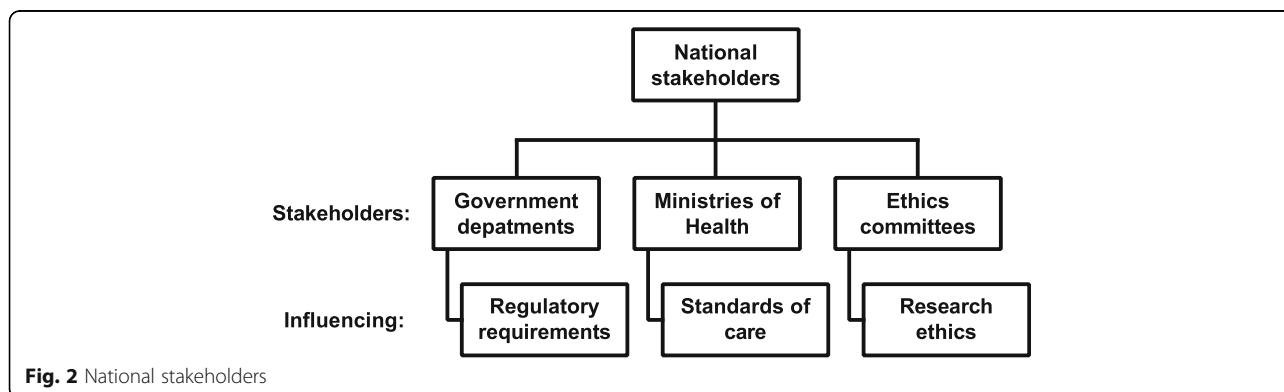 National
stakeholders
Stakeholders:
Government
depatments
Ministries of
Health
Ethics
committees
Influencing:
Regulatory
requirements
Standards of
care
Research
ethics
Fig. 2 National stakeholders